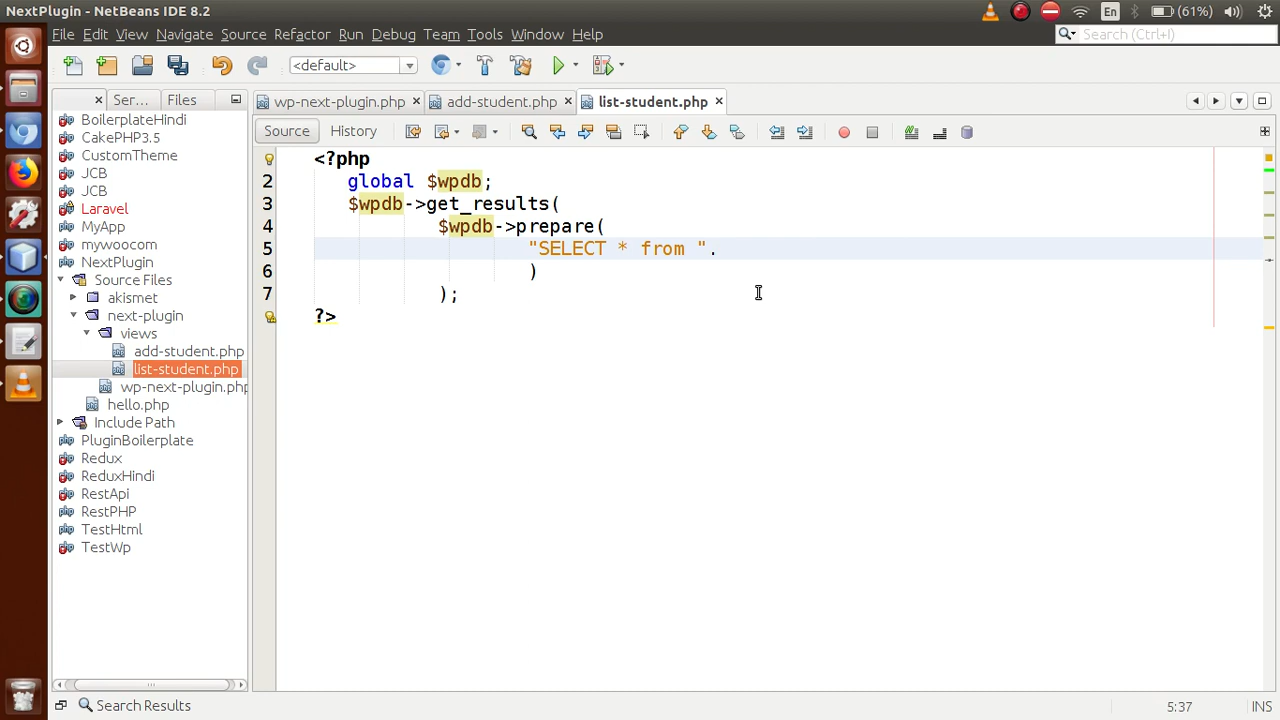 NextPlugin - NetBeans IDE 8.2
En
(61%)
File Edit View Navigate Source Refactor Run Debug Team Tools Window Help
Search (Ctrl+I)
<default>
Ser... Files
wp-next-plugin.php add-student.php list-student.php
Source History
BoilerplateHindi
CakePHP3.5
CustomTheme
JCB
JCB
Laravel
MyApp
mywoocom
NextPlugin
Source Files
akismet
next-plugin
views
add-student.php
list-student.php
wp-next-plugin.php
hello.php
Include Path
PluginBoilerplate
Redux
ReduxHindi
RestApi
RestPHP
TestHtml
TestWp
<?php
2 global $wpdb;
3 $wpdb->get_results(
4 $wpdb->prepare(
5 "SELECT * from ".
6 )
7 );
?>
Search Results
5:37 INS